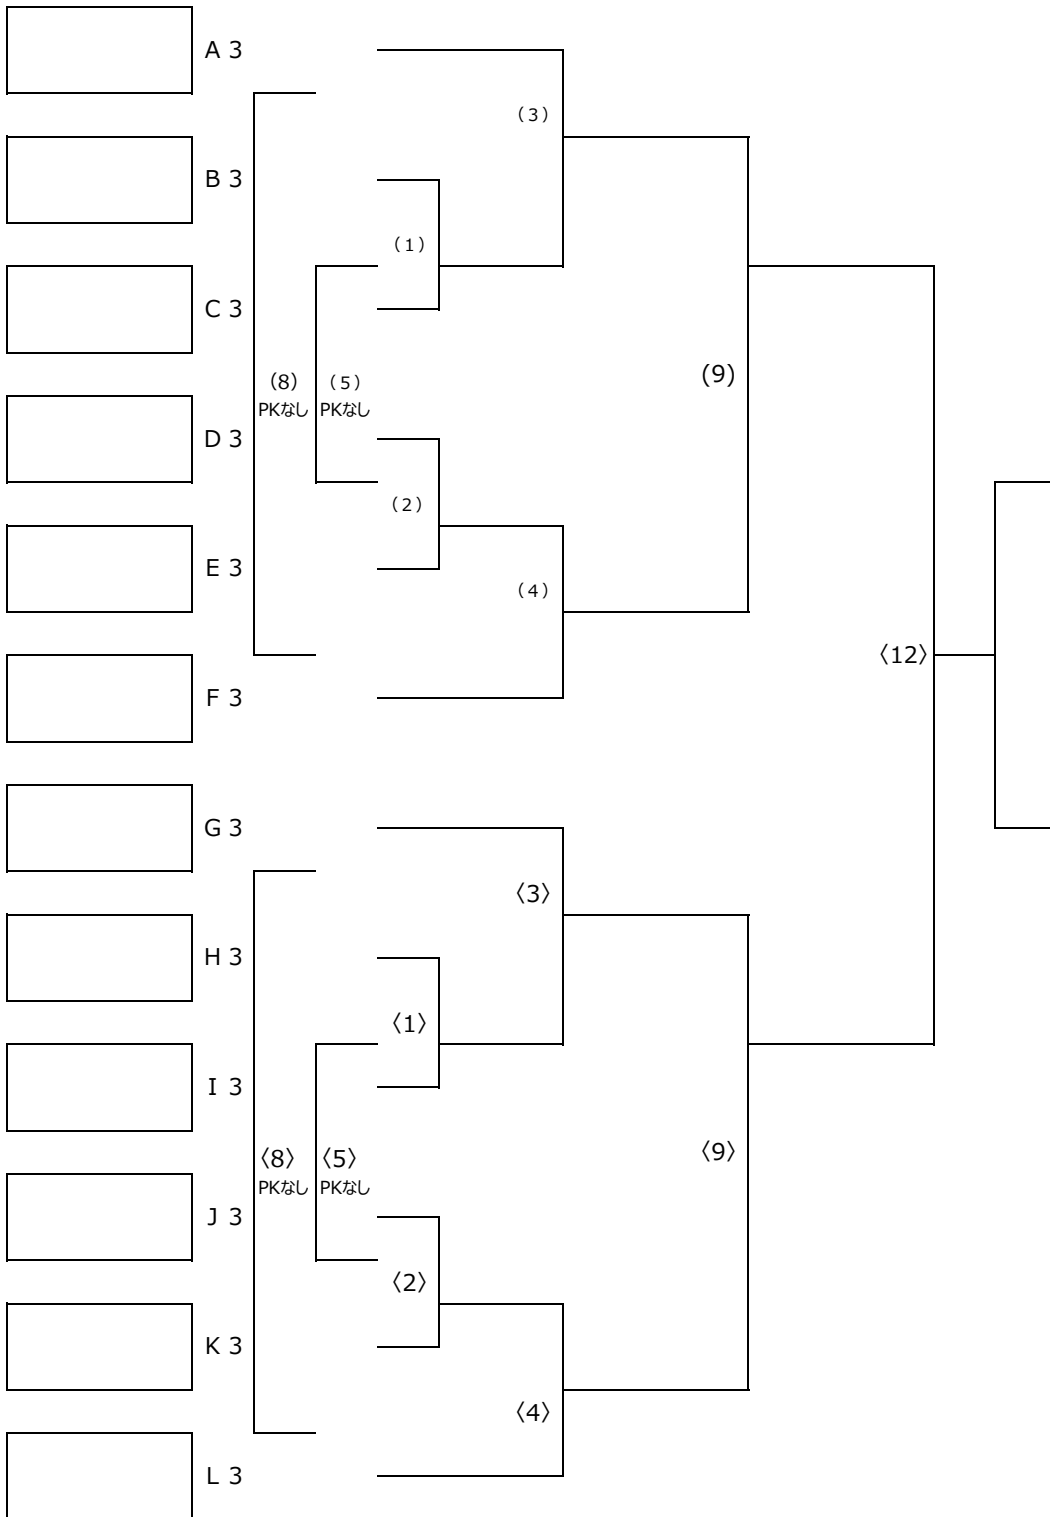 A 3
（3）
B 3
（1）
C 3
（8） （5） (9)
PKなし PKなし
D 3
（2）
E 3
（4）
〈12〉
F 3
G 3
〈3〉
H 3
〈1〉
I 3
〈8〉 〈5〉 〈9〉
PKなし PKなし
J 3
〈2〉
K 3
〈4〉
L 3